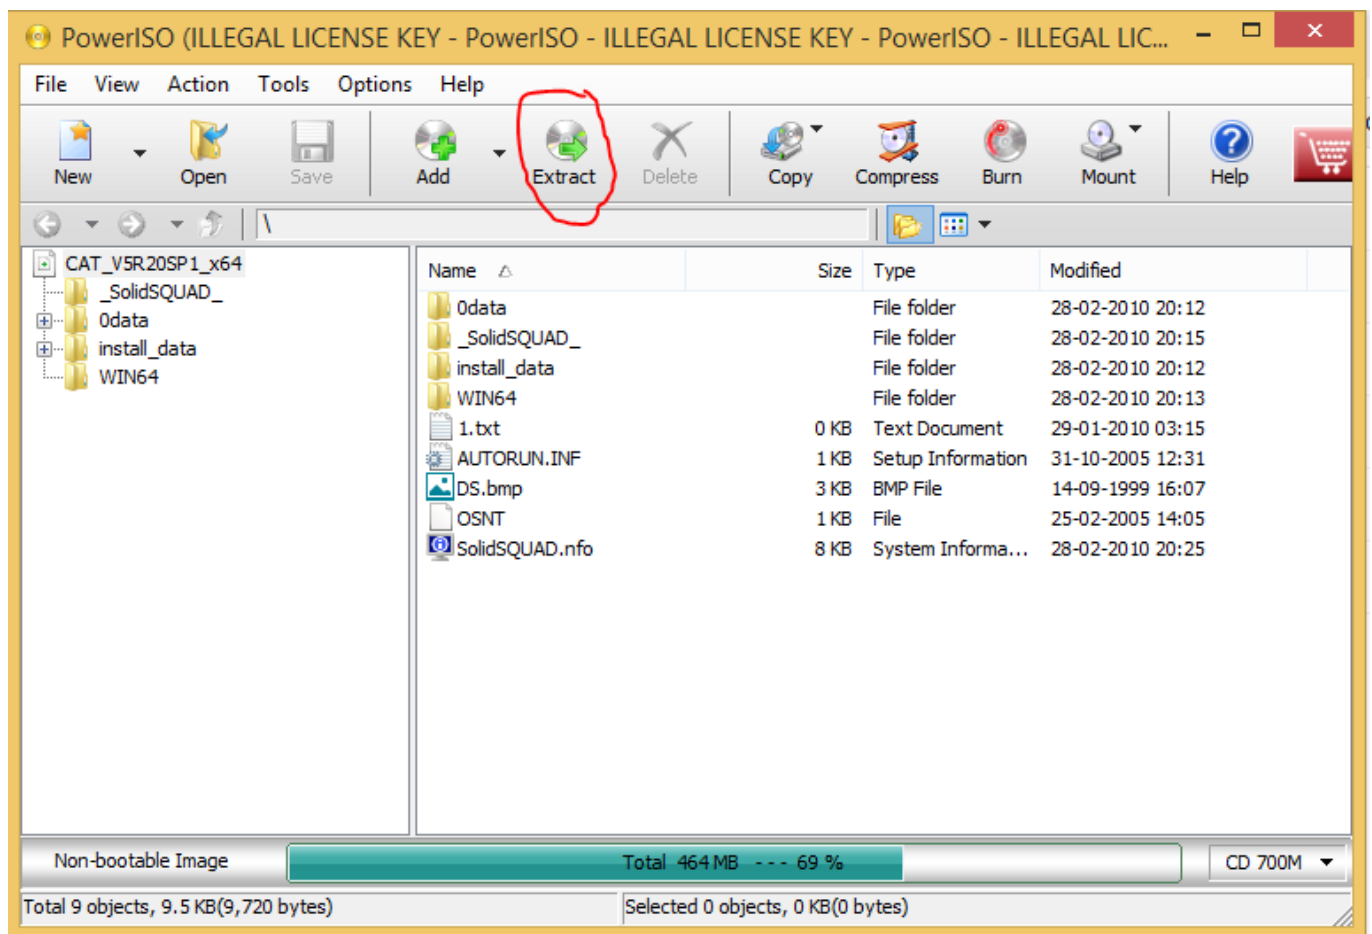 PowerISO (ILLEGAL LICENSE KEY - PowerISO - ILLEGAL LICENSE KEY - PowerISO - ILLEGAL LIC...
File View Action Tools Options Help
New Open Save Add Extract Delete Copy Compress Burn Mount Help
\
CAT_V5R20SP1_x64
_SolidSQUAD_
0data
install_data
WIN64
Name Size Type Modified
0data File folder 28-02-2010 20:12
_SolidSQUAD_ File folder 28-02-2010 20:15
install_data File folder 28-02-2010 20:12
WIN64 File folder 28-02-2010 20:13
1.txt 0 KB Text Document 29-01-2010 03:15
AUTORUN.INF 1 KB Setup Information 31-10-2005 12:31
DS.bmp 3 KB BMP File 14-09-1999 16:07
OSNT 1 KB File 25-02-2005 14:05
SolidSQUAD.nfo 8 KB System Informa... 28-02-2010 20:25
Non-bootable Image Total 464 MB --- 69 % CD 700M
Total 9 objects, 9.5 KB(9,720 bytes) Selected 0 objects, 0 KB(0 bytes)